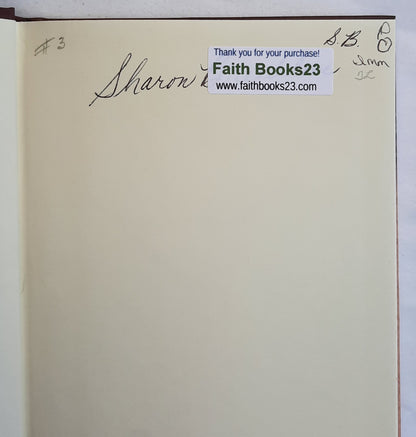 # 3
S.B.
Sharon
Thank you for your purchase!
Faith Books23
www.faithbooks23.com